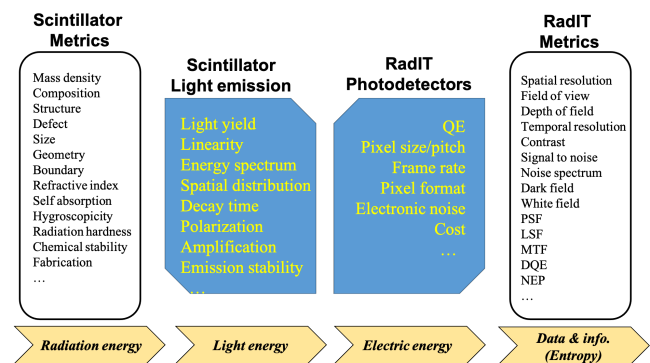 Scintillator
Metrics
Mass density
Composition
Structure
Defect
Size
Geometry
Boundary
Refractive index
Self absorption
Hygroscopicity
Radiation hardness
Chemical stability
Fabrication
…
Scintillator
Light emission
Light yield
Linearity
Energy spectrum
Spatial distribution
Decay time
Polarization
Amplification
Emission stability
…
RadIT
Photodetectors
QE
Pixel size/pitch
Frame rate
Pixel format
Electronic noise
Cost
…
RadIT
Metrics
Spatial resolution
Field of view
Depth of field
Temporal resolution
Contrast
Signal to noise
Noise spectrum
Dark field
White field
PSF
LSF
MTF
DQE
NEP
…
Radiation energy
Light energy
Electric energy
Data & info.
(Entropy)